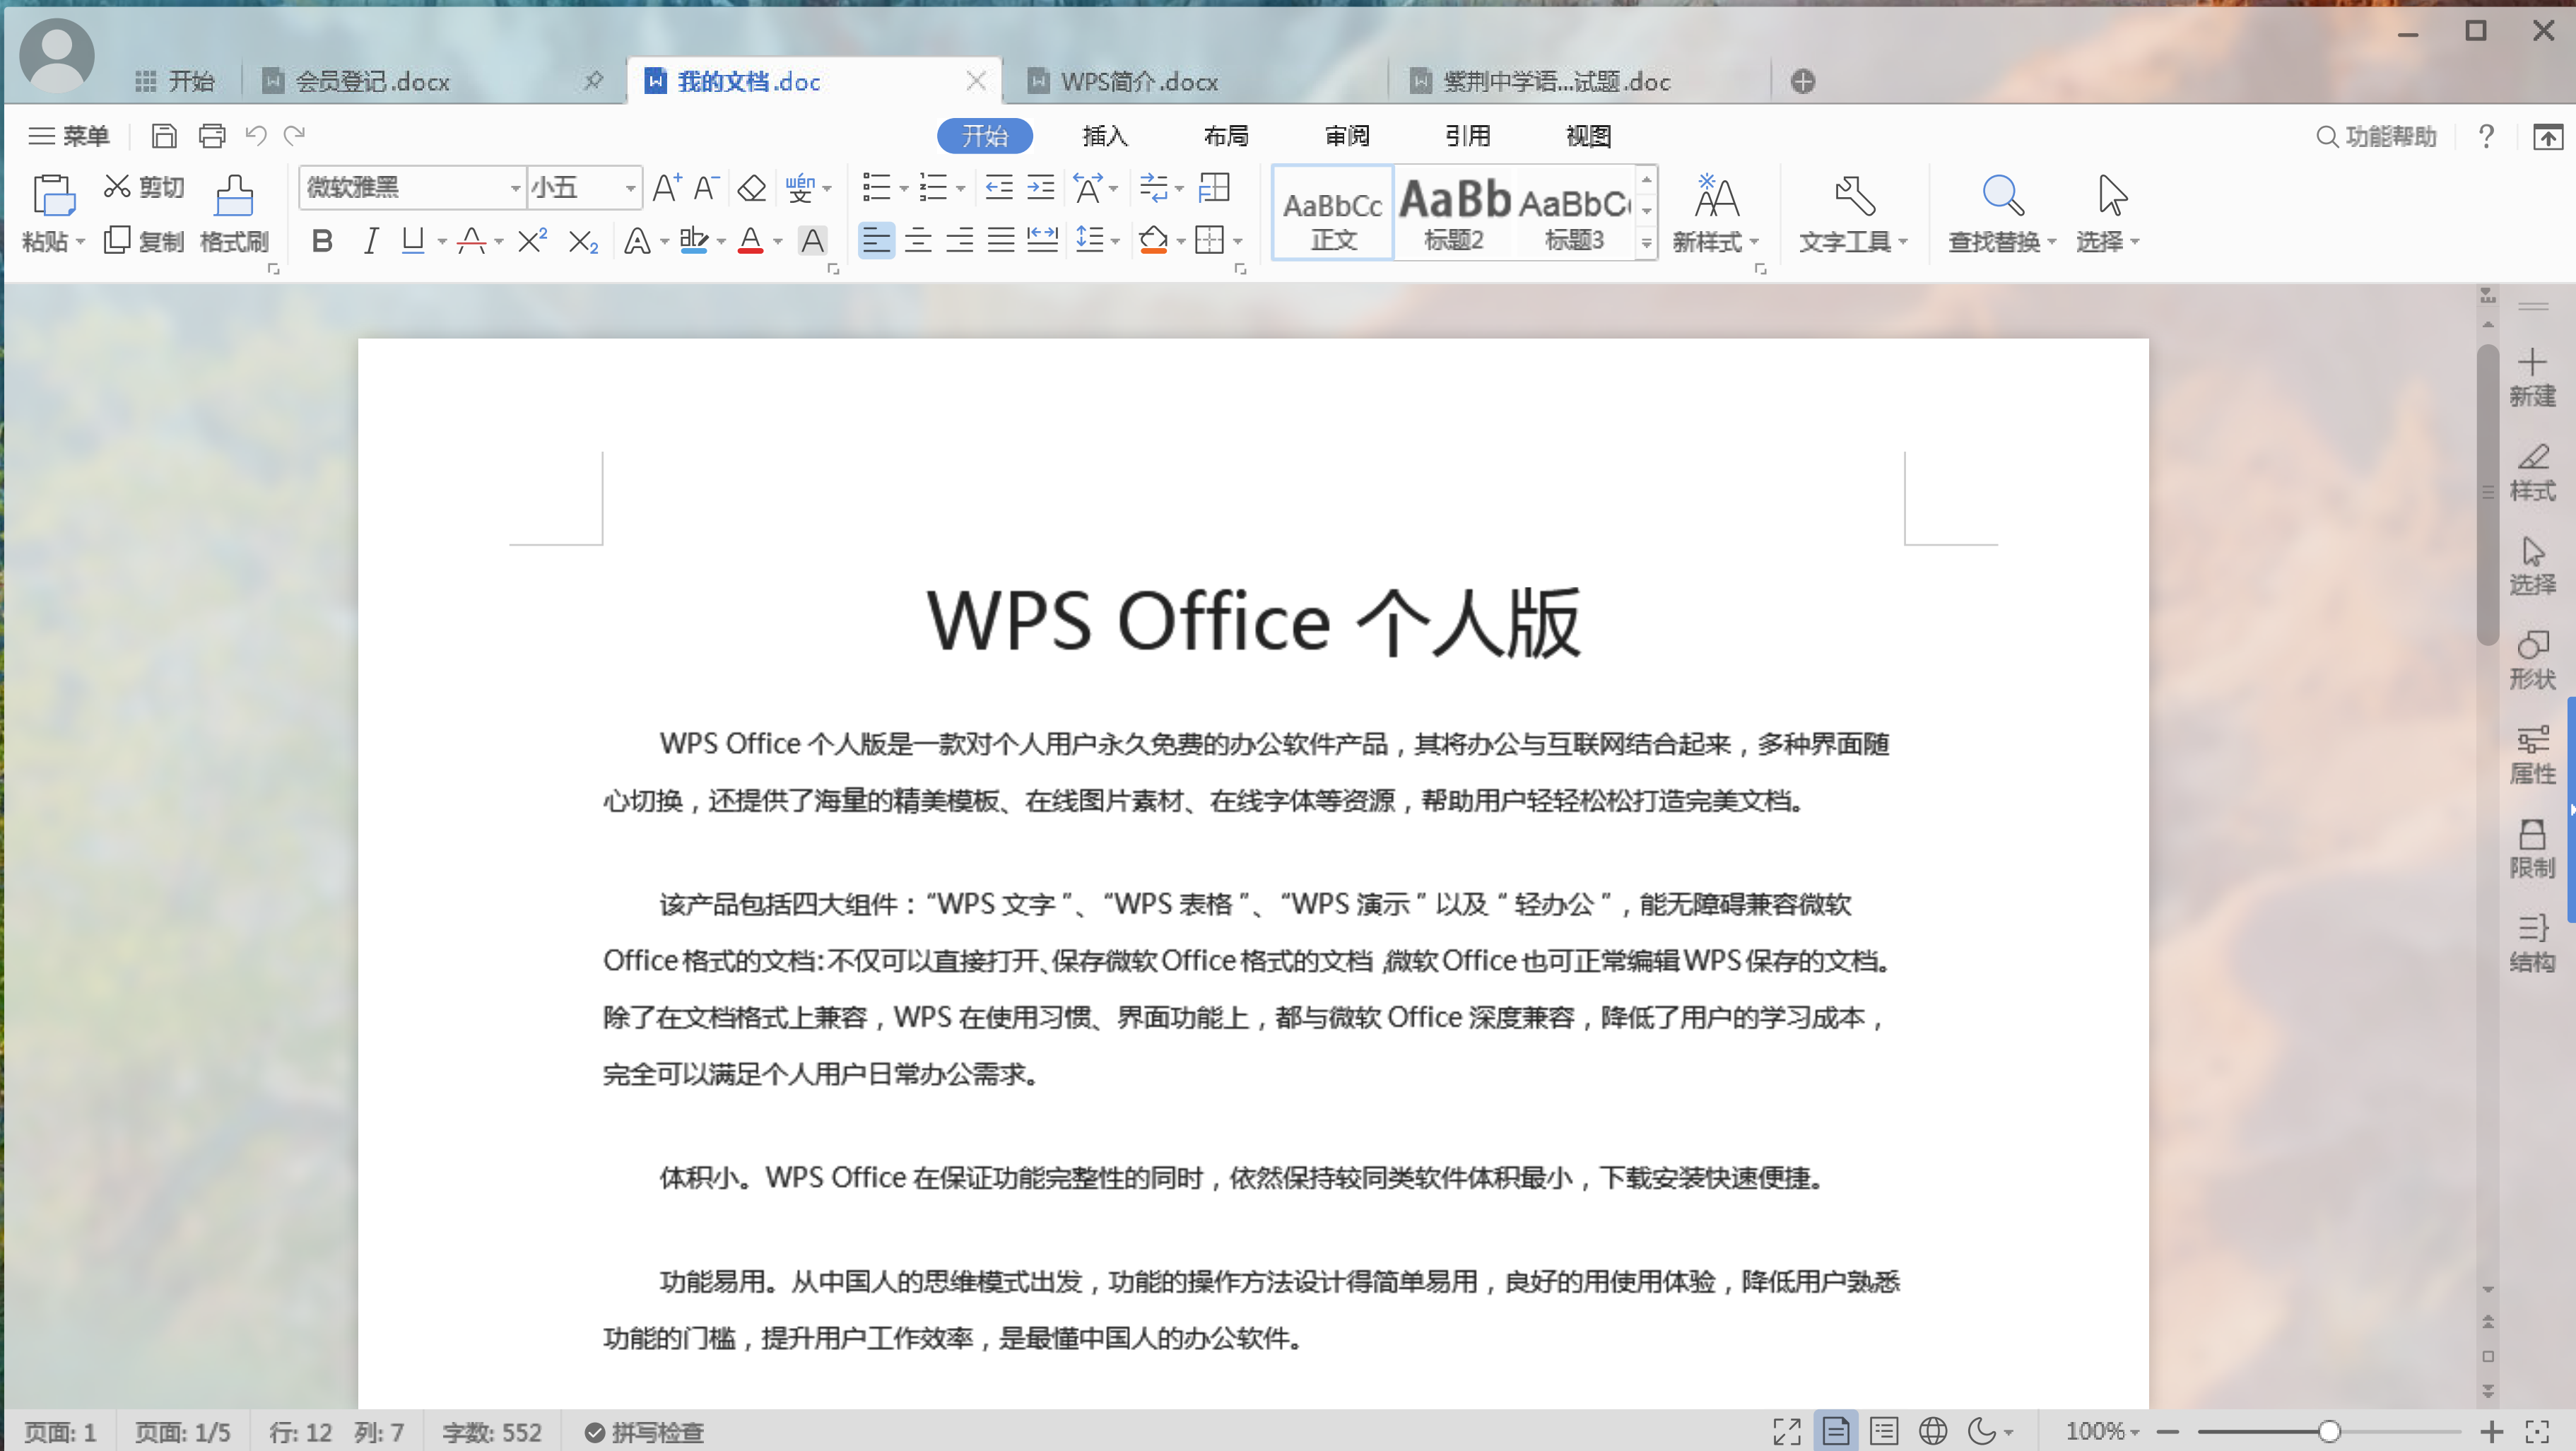 开始 会员登记.docx 我的文档.doc WPS简介.docx 紫荆中学语...试题.doc
菜单 开始 插入 布局 审阅 引用 视图 功能帮助 ?
剪切 微软雅黑 小五 A+ A- wén文 AaBbCc AaBb AaBbC
粘贴 复制 格式刷 B I U A X² X₂ A ab A A 正文 标题2 标题3 新样式 文字工具 查找替换 选择
新建
样式
选择
形状
属性
限制
结构
WPS Office 个人版
WPS Office 个人版是一款对个人用户永久免费的办公软件产品，其将办公与互联网结合起来，多种界面随
心切换，还提供了海量的精美模板、在线图片素材、在线字体等资源，帮助用户轻轻松松打造完美文档。
该产品包括四大组件：“WPS 文字 ”、“WPS 表格 ”、“WPS 演示 ” 以及 “ 轻办公 ”，能无障碍兼容微软
Office 格式的文档：不仅可以直接打开、保存微软 Office 格式的文档，微软 Office 也可正常编辑 WPS 保存的文档。
除了在文档格式上兼容，WPS 在使用习惯、界面功能上，都与微软 Office 深度兼容，降低了用户的学习成本，
完全可以满足个人用户日常办公需求。
体积小。WPS Office 在保证功能完整性的同时，依然保持较同类软件体积最小，下载安装快速便捷。
功能易用。从中国人的思维模式出发，功能的操作方法设计得简单易用，良好的用使用体验，降低用户熟悉
功能的门槛，提升用户工作效率，是最懂中国人的办公软件。
页面: 1 页面: 1/5 行: 12 列: 7 字数: 552 拼写检查 100%